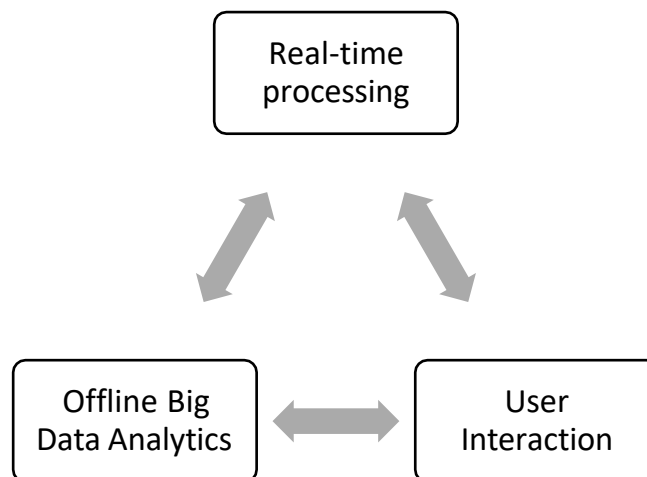 Real-time
processing
Offline Big
Data Analytics
User
Interaction